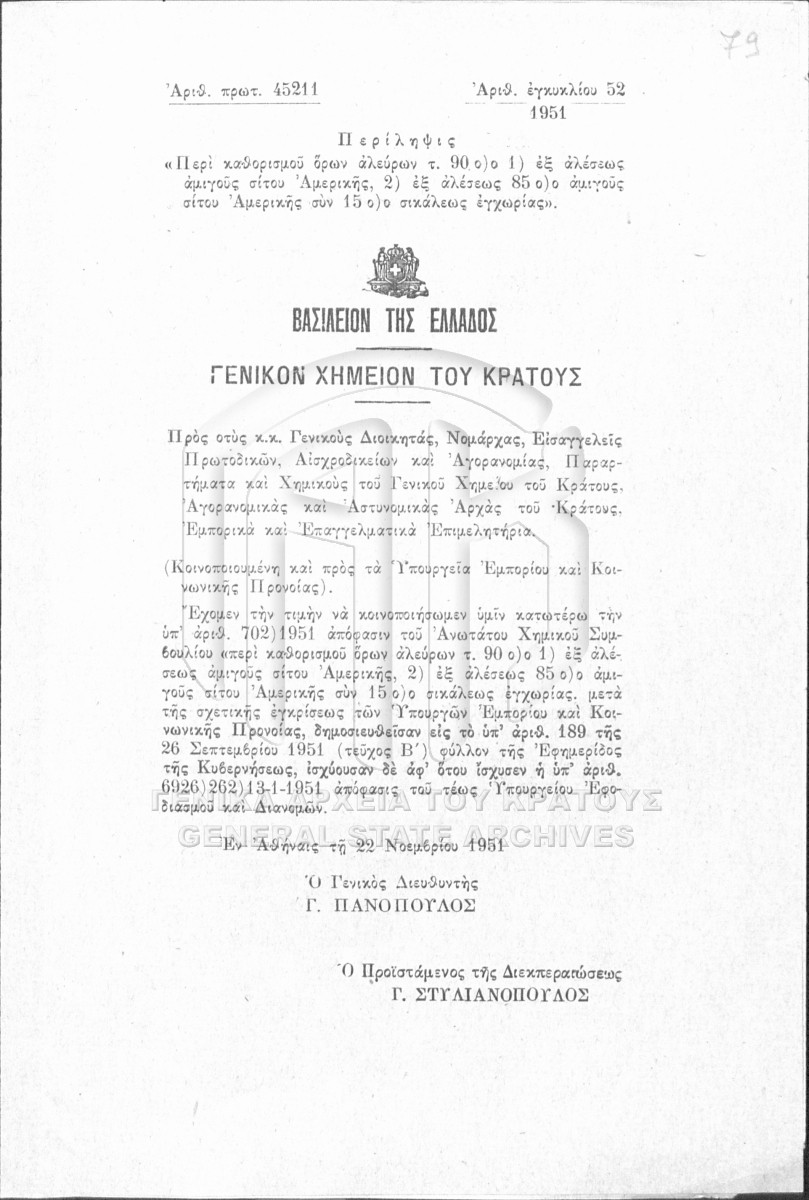 79
Ἀριθ. πρωτ. 45211 Ἀριθ. ἐγκυκλίου 52
1951
Περίληψις
«Περὶ καθορισμοῦ ὅρων ἀλεύρων τ. 90 ο)ο 1) ἐξ ἀλέσεως
ἀμιγοῦς σίτου Ἀμερικῆς, 2) ἐξ ἀλέσεως 85 ο)ο ἀμιγοῦς
σίτου Ἀμερικῆς σὺν 15 ο)ο σικάλεως ἐγχωρίας».
ΒΑΣΙΛΕΙΟΝ ΤΗΣ ΕΛΛΑΔΟΣ
ΓΕΝΙΚΟΝ ΧΗΜΕΙΟΝ ΤΟΥ ΚΡΑΤΟΥΣ
Πρὸς οτὺς κ.κ. Γενικοὺς Διοικητάς, Νομάρχας, Εἰσαγγελεῖς
Πρωτοδικῶν, Αἰσχροδικείων καὶ Ἀγορανομίας, Παραρ-
τήματα καὶ Χημικοὺς τοῦ Γενικοῦ Χημείου τοῦ Κράτους,
Ἀγορανομικὰς καὶ Ἀστυνομικὰς Ἀρχὰς τοῦ Κράτους,
Ἐμπορικὰ καὶ Ἐπαγγελματικὰ Ἐπιμελητήρια.
(Κοινοποιουμένη καὶ πρὸς τὰ Ὑπουργεῖα Ἐμπορίου καὶ Κοι-
νωνικῆς Προνοίας).
Ἔχομεν τὴν τιμὴν νὰ κοινοποιήσωμεν ὑμῖν κατωτέρω τὴν
ὑπ' ἀριθ. 702)1951 ἀπόφασιν τοῦ Ἀνωτάτου Χημικοῦ Συμ-
βουλίου «περὶ καθορισμοῦ ὅρων ἀλεύρων τ. 90 ο)ο 1) ἐξ ἀλέ-
σεως ἀμιγοῦς σίτου Ἀμερικῆς, 2) ἐξ ἀλέσεως 85 ο)ο ἀμι-
γοῦς σίτου Ἀμερικῆς σὺν 15 ο)ο σικάλεως ἐγχωρίας. μετὰ
τῆς σχετικῆς ἐγκρίσεως τῶν Ὑπουργῶν Ἐμπορίου καὶ Κοι-
νωνικῆς Προνοίας, δημοσιευθεῖσαν εἰς τὸ ὑπ' ἀριθ. 189 τῆς
26 Σεπτεμβρίου 1951 (τεῦχος Β') φύλλον τῆς Ἐφημερίδος
τῆς Κυβερνήσεως, ἰσχύουσαν δὲ ἀφ' ὅτου ἴσχυσεν ἡ ὑπ' ἀριθ.
6926)262)13-1-1951 ἀπόφασις τοῦ τέως Ὑπουργείου Ἐφο-
διασμοῦ καὶ Διανομῶν.
ΓΕΝΙΚΑ ΑΡΧΕΙΑ ΤΟΥ ΚΡΑΤΟΥΣ
GENERAL STATE ARCHIVES
Ἐν Ἀθήναις τῇ 22 Νοεμβρίου 1951
Ὁ Γενικὸς Διευθυντὴς
Γ. ΠΑΝΟΠΟΥΛΟΣ
Ὁ Προϊστάμενος τῆς Διεκπεραιώσεως
Γ. ΣΤΥΛΙΑΝΟΠΟΥΛΟΣ